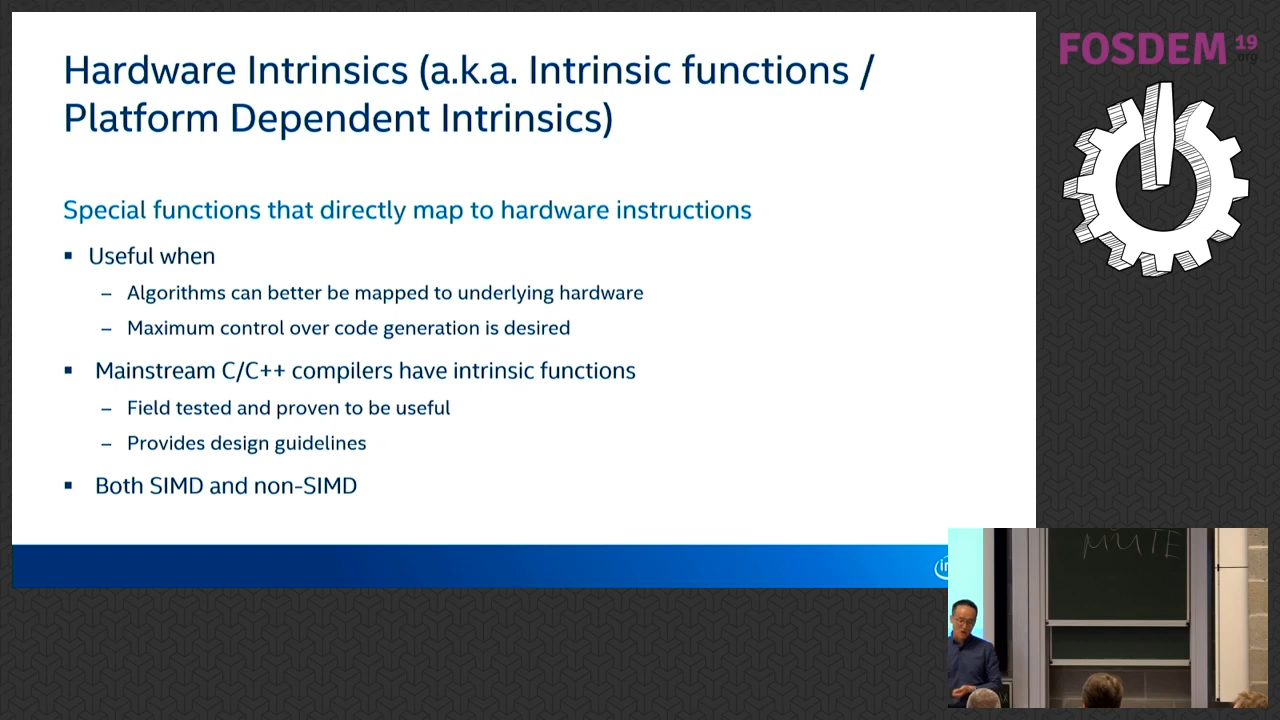 Hardware Intrinsics (a.k.a. Intrinsic functions /
Platform Dependent Intrinsics)
Special functions that directly map to hardware instructions
▪ Useful when
– Algorithms can better be mapped to underlying hardware
– Maximum control over code generation is desired
▪ Mainstream C/C++ compilers have intrinsic functions
– Field tested and proven to be useful
– Provides design guidelines
▪ Both SIMD and non-SIMD
FOSDEM 19
.org
MUTE